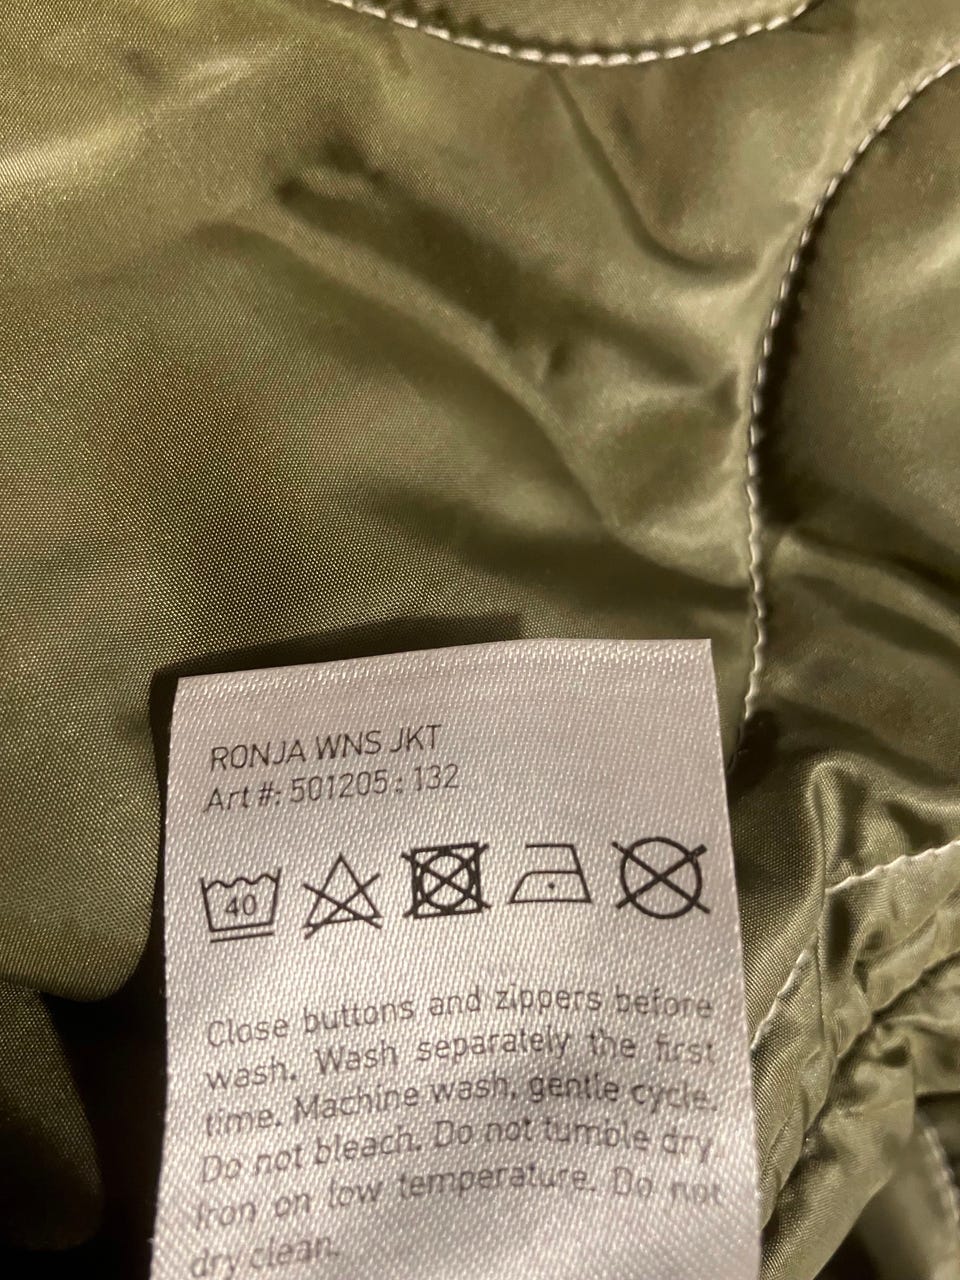 RONJA WNS JKT
Art #: 501205 : 132
40
Close buttons and zippers before
wash. Wash separately the first
time. Machine wash, gentle cycle.
Do not bleach. Do not tumble dry.
Iron on low temperature. Do not
dry clean.